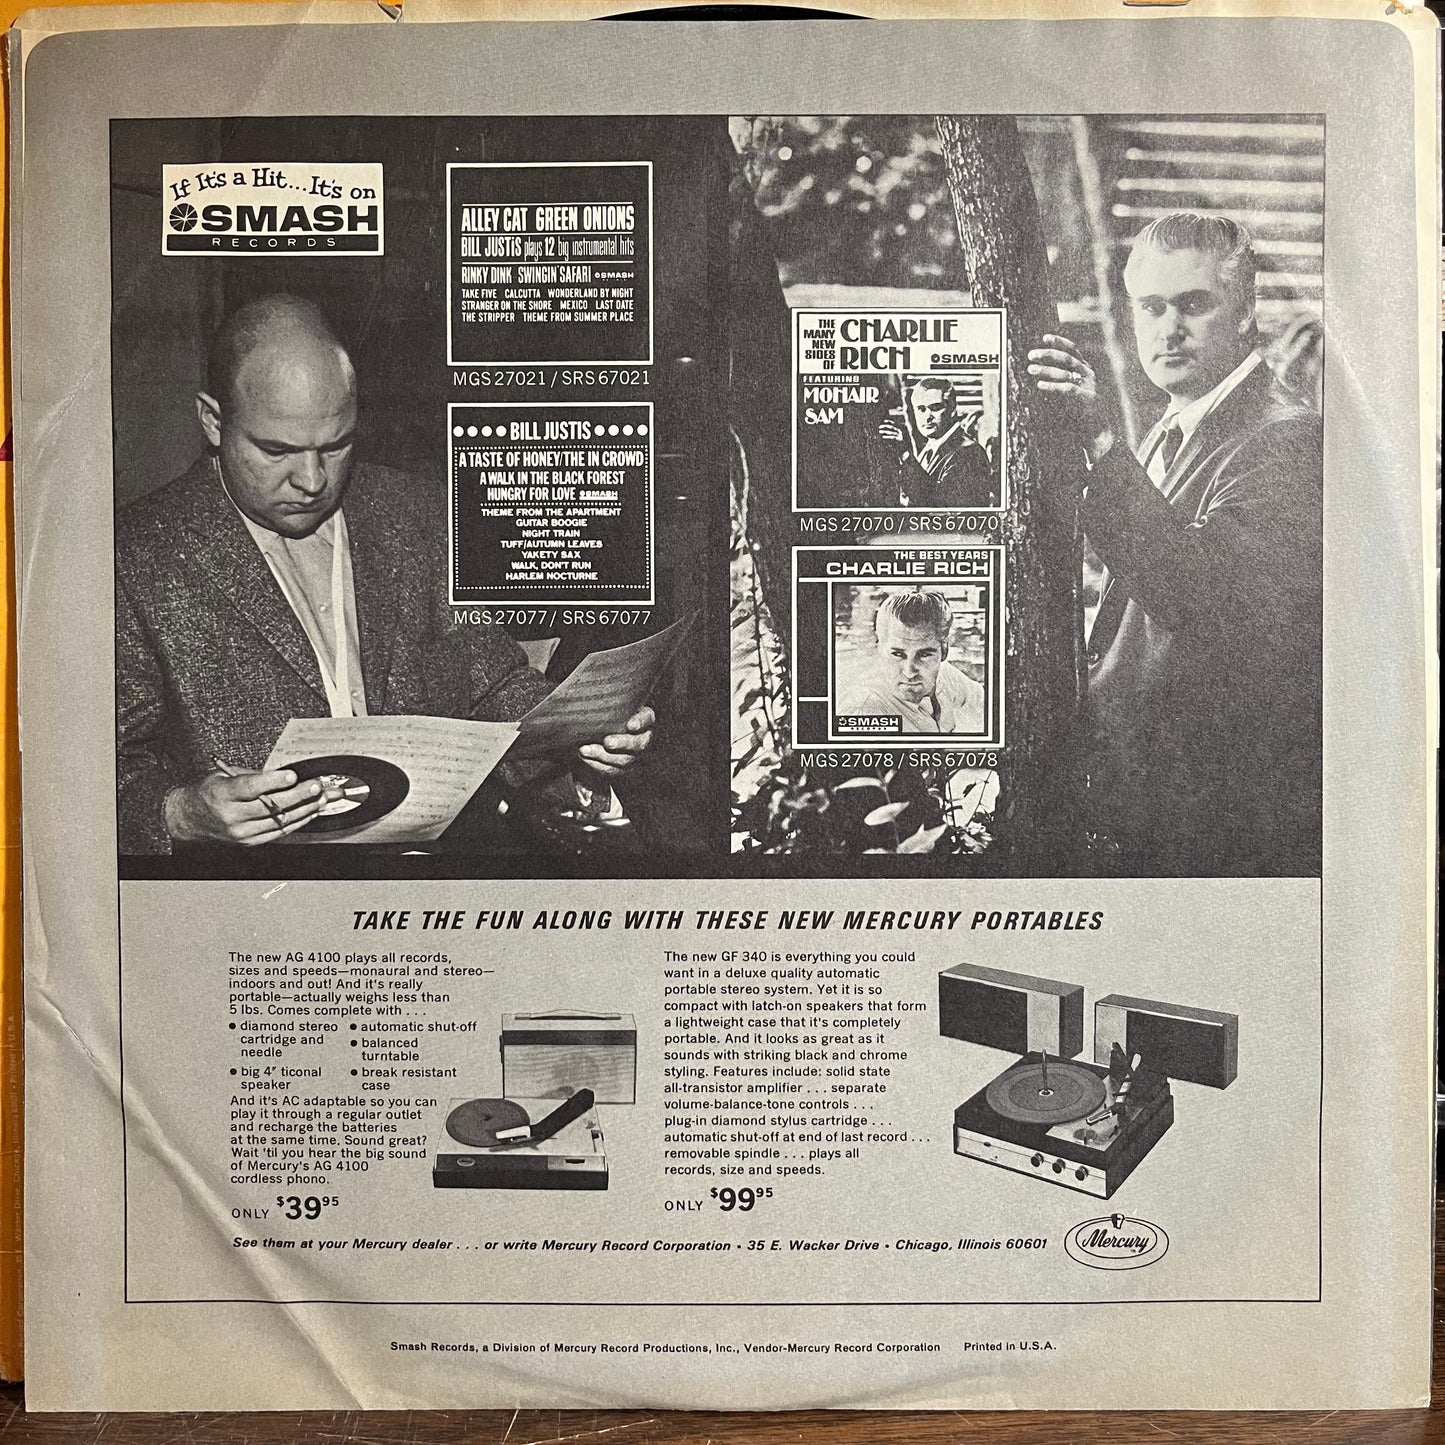 If It's a Hit...It's on
SMASH
RECORDS
ALLEY CAT GREEN ONIONS
BILL JUSTIS plays 12 big instrumental hits
RINKY DINK SWINGIN' SAFARI SMASH
TAKE FIVE CALCUTTA WONDERLAND BY NIGHT
STRANGER ON THE SHORE MEXICO LAST DATE
THE STRIPPER THEME FROM SUMMER PLACE
MGS 27021 / SRS 67021
BILL JUSTIS
A TASTE OF HONEY/THE IN CROWD
A WALK IN THE BLACK FOREST
HUNGRY FOR LOVE SMASH
THEME FROM THE APARTMENT
GUITAR BOOGIE
NIGHT TRAIN
TUFF/AUTUMN LEAVES
YAKETY SAX
WALK, DON'T RUN
HARLEM NOCTURNE
MGS 27077 / SRS 67077
THE MANY NEW SIDES OF
CHARLIE RICH
SMASH
FEATURING
MOHAIR
SAM
MGS 27070 / SRS 67070
THE BEST YEARS
CHARLIE RICH
SMASH
RECORDS
MGS 27078 / SRS 67078
TAKE THE FUN ALONG WITH THESE NEW MERCURY PORTABLES
The new AG 4100 plays all records,
sizes and speeds—monaural and stereo—
indoors and out! And it's really
portable—actually weighs less than
5 lbs. Comes complete with . . .
• diamond stereo
cartridge and
needle
• big 4″ ticonal
speaker
• automatic shut-off
• balanced
turntable
• break resistant
case
And it's AC adaptable so you can
play it through a regular outlet
and recharge the batteries
at the same time. Sound great?
Wait 'til you hear the big sound
of Mercury's AG 4100
cordless phono.
ONLY $39.95
The new GF 340 is everything you could
want in a deluxe quality automatic
portable stereo system. Yet it is so
compact with latch-on speakers that form
a lightweight case that it's completely
portable. And it looks as great as it
sounds with striking black and chrome
styling. Features include: solid state
all-transistor amplifier . . . separate
volume-balance-tone controls . . .
plug-in diamond stylus cartridge . . .
automatic shut-off at end of last record . . .
removable spindle . . . plays all
records, size and speeds.
ONLY $99.95
See them at your Mercury dealer . . . or write Mercury Record Corporation • 35 E. Wacker Drive • Chicago, Illinois 60601
Mercury
Smash Records, a Division of Mercury Record Productions, Inc., Vendor-Mercury Record Corporation Printed in U.S.A.